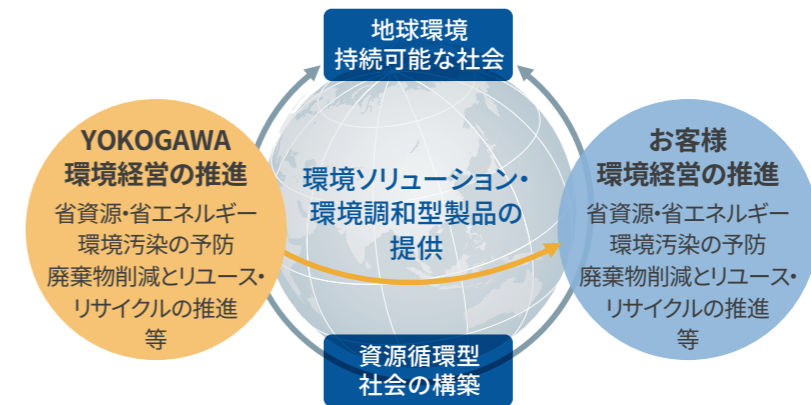 地球環境
持続可能な社会
YOKOGAWA
環境経営の推進
省資源・省エネルギー
環境汚染の予防
廃棄物削減とリユース・
リサイクルの推進
等
環境ソリューション・
環境調和型製品の
提供
お客様
環境経営の推進
省資源・省エネルギー
環境汚染の予防
廃棄物削減とリユース・
リサイクルの推進
等
資源循環型
社会の構築